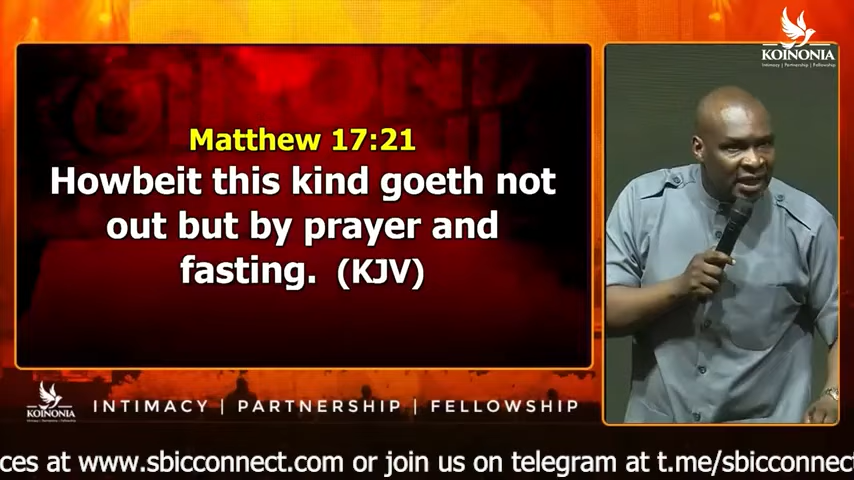 KOINONIA
Intimacy | Partnership | Fellowship
Matthew 17:21
Howbeit this kind goeth not
out but by prayer and
fasting. (KJV)
KOINONIA
INTIMACY | PARTNERSHIP | FELLOWSHIP
ces at www.sbicconnect.com or join us on telegram at t.me/sbicconnect